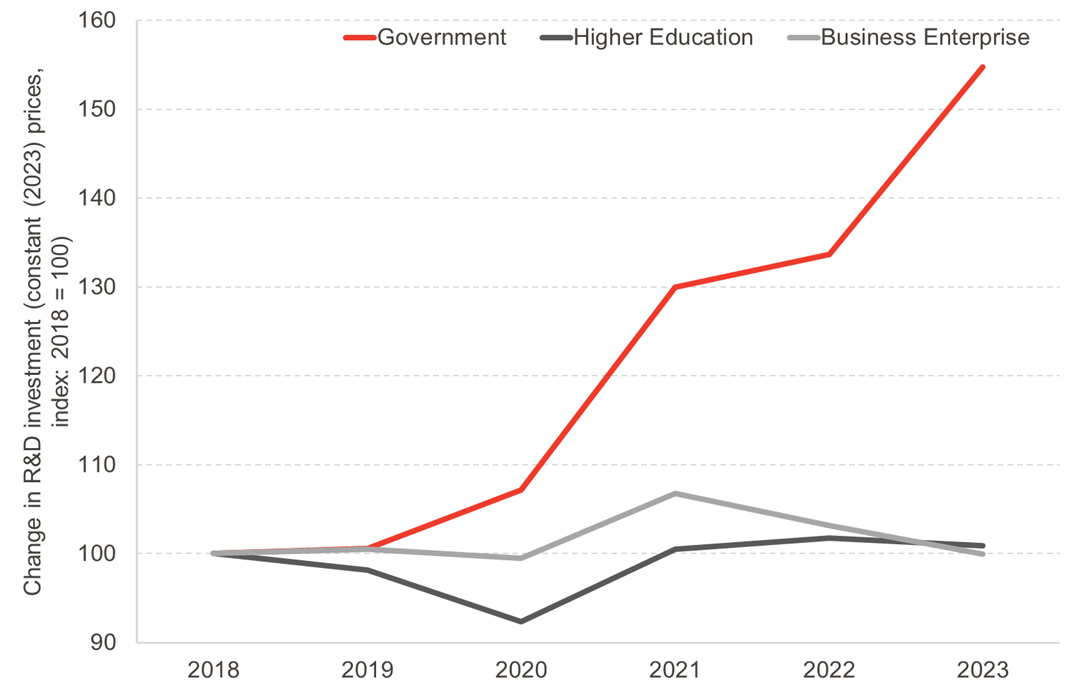 Change in R&D investment (constant (2023) prices,
index: 2018 = 100)
Government Higher Education Business Enterprise
160
150
140
130
120
110
100
90
2018 2019 2020 2021 2022 2023